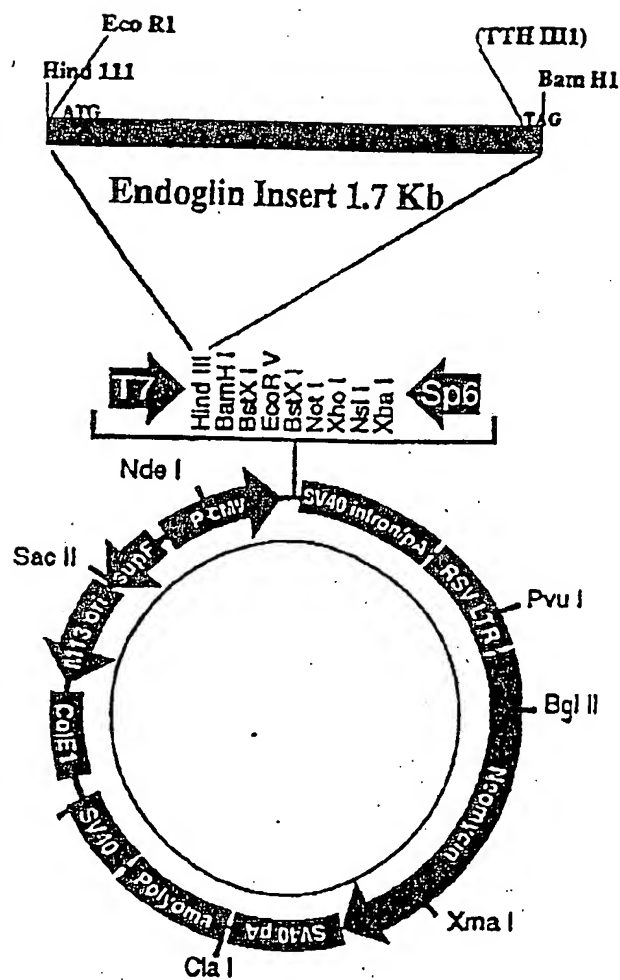 Eco R1
(TTH III1)
Hind 111
Bam H1
ATG
TAG
Endoglin Insert 1.7 Kb
T7
Hind III
BamH I
BstX I
EcoR V
BstX I
Not I
Xho I
Nsi I
Xba I
Sp6
Nde I
P-CMV
SV40 intron/pA
Sac II
supF
RSV LTR
Pvu I
M13 ori
Bgl II
ColE1
Neomycin
SV40
Polyoma
SV40 pA
Xma I
Cla I